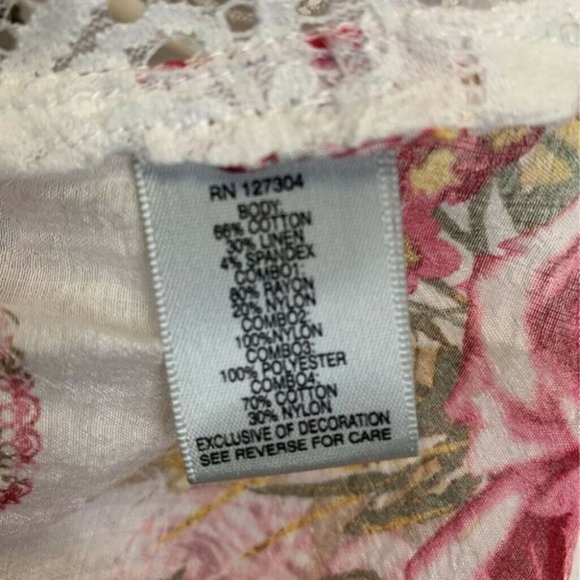 RN 127304
BODY:
66% COTTON
30% LINEN
4% SPANDEX
COMBO1:
80% RAYON
20% NYLON
COMBO2:
100%NYLON
COMBO3:
100% POLYESTER
COMBO4:
70% COTTON
30% NYLON
EXCLUSIVE OF DECORATION
SEE REVERSE FOR CARE